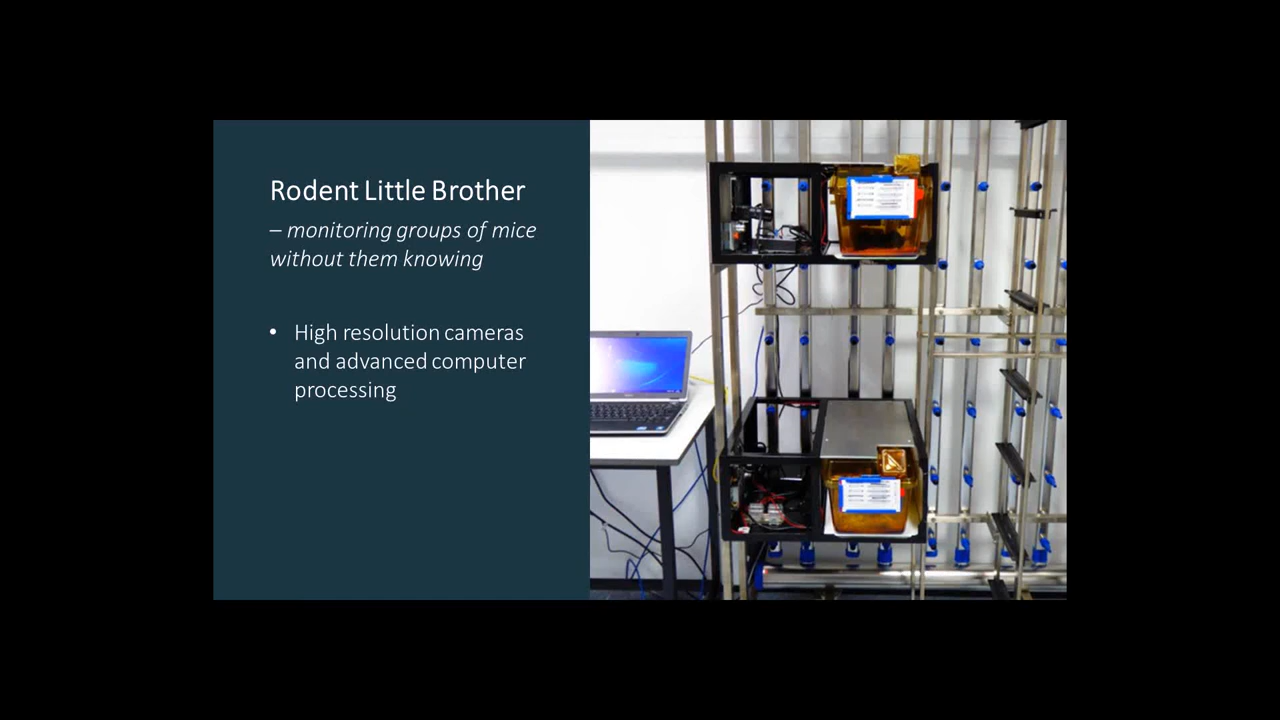 Rodent Little Brother
– monitoring groups of mice
without them knowing
• High resolution cameras
and advanced computer
processing